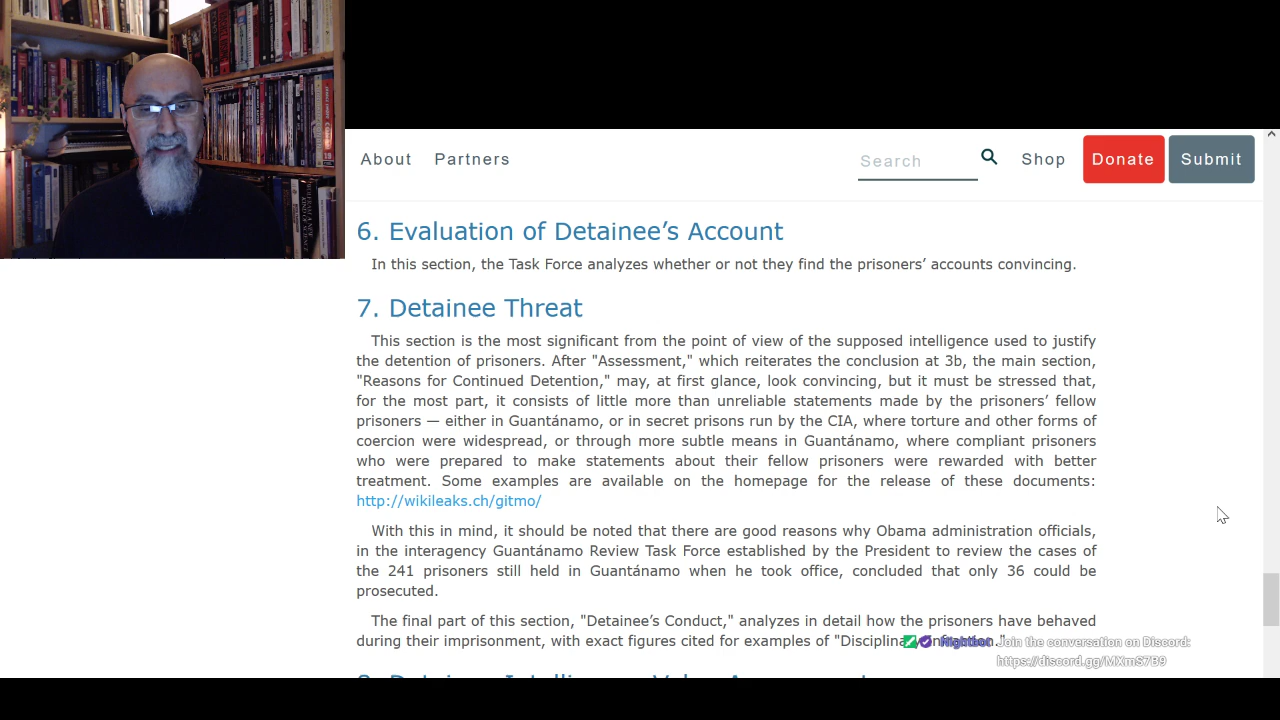 About Partners Search Shop Donate Submit
6. Evaluation of Detainee’s Account
In this section, the Task Force analyzes whether or not they find the prisoners’ accounts convincing.
7. Detainee Threat
This section is the most significant from the point of view of the supposed intelligence used to justify
the detention of prisoners. After "Assessment," which reiterates the conclusion at 3b, the main section,
"Reasons for Continued Detention," may, at first glance, look convincing, but it must be stressed that,
for the most part, it consists of little more than unreliable statements made by the prisoners’ fellow
prisoners — either in Guantánamo, or in secret prisons run by the CIA, where torture and other forms of
coercion were widespread, or through more subtle means in Guantánamo, where compliant prisoners
who were prepared to make statements about their fellow prisoners were rewarded with better
treatment. Some examples are available on the homepage for the release of these documents:
http://wikileaks.ch/gitmo/
With this in mind, it should be noted that there are good reasons why Obama administration officials,
in the interagency Guantánamo Review Task Force established by the President to review the cases of
the 241 prisoners still held in Guantánamo when he took office, concluded that only 36 could be
prosecuted.
The final part of this section, "Detainee’s Conduct," analyzes in detail how the prisoners have behaved
during their imprisonment, with exact figures cited for examples of
Nightbot Join the conversation on Discord:
https://discord.gg/MXmS7B9